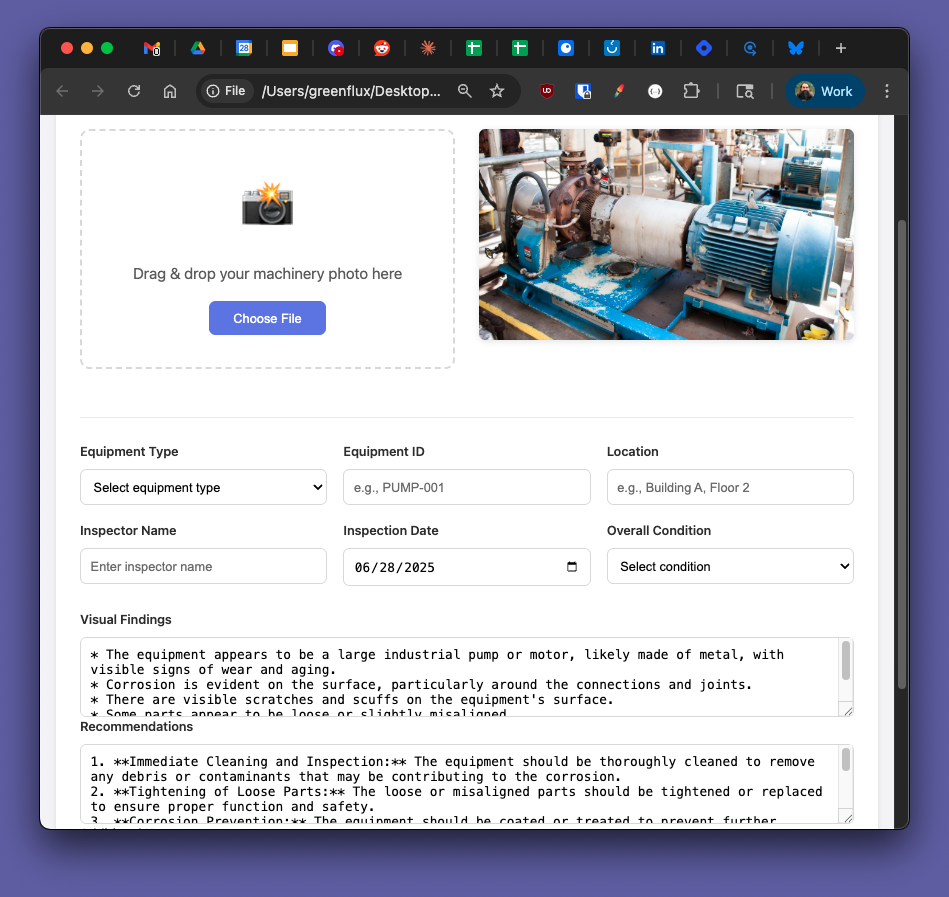 28
File
/Users/greenflux/Desktop...
Work
Drag & drop your machinery photo here
Choose File
Equipment Type
Equipment ID
Location
Select equipment type
e.g., PUMP-001
e.g., Building A, Floor 2
Inspector Name
Inspection Date
Overall Condition
Enter inspector name
06/28/2025
Select condition
Visual Findings
* The equipment appears to be a large industrial pump or motor, likely made of metal, with
visible signs of wear and aging.
* Corrosion is evident on the surface, particularly around the connections and joints.
* There are visible scratches and scuffs on the equipment's surface.
* Some parts appear to be loose or slightly misaligned
Recommendations
1. **Immediate Cleaning and Inspection:** The equipment should be thoroughly cleaned to remove
any debris or contaminants that may be contributing to the corrosion.
2. **Tightening of Loose Parts:** The loose or misaligned parts should be tightened or replaced
to ensure proper function and safety.
3. **Corrosion Prevention:** The equipment should be coated or treated to prevent further